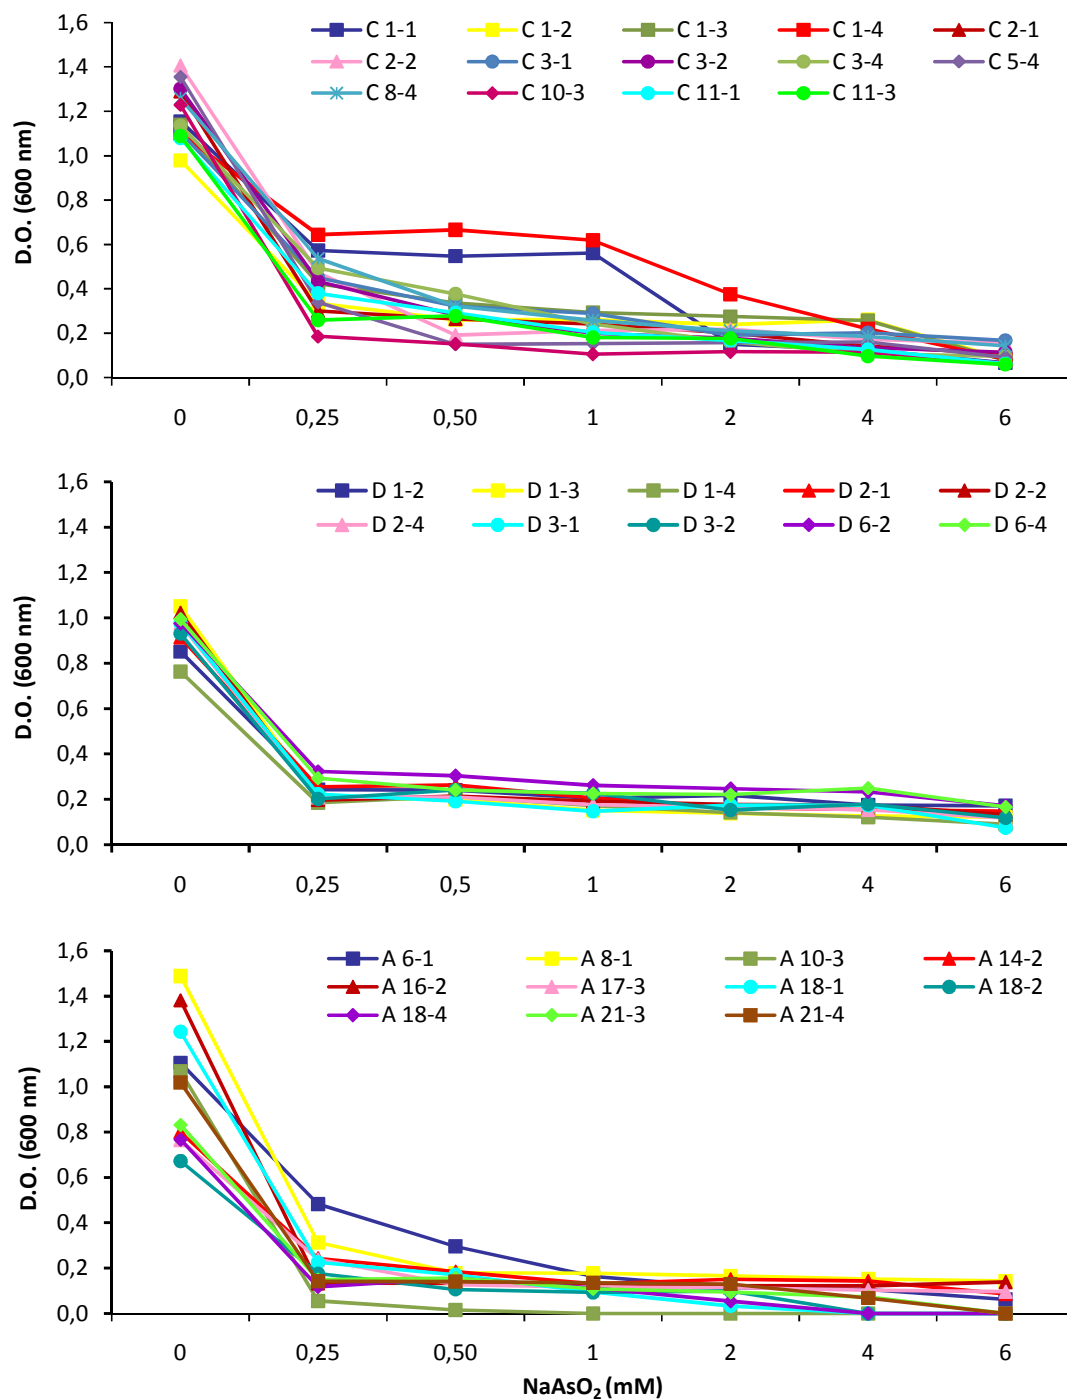 C 1-1 C 1-2 C 1-3 C 1-4 C 2-1
C 2-2 C 3-1 C 3-2 C 3-4 C 5-4
C 8-4 C 10-3 C 11-1 C 11-3
D.O. (600 nm)
1,6
1,4
1,2
1,0
0,8
0,6
0,4
0,2
0,0
0 0,25 0,50 1 2 4 6
D 1-2 D 1-3 D 1-4 D 2-1 D 2-2
D 2-4 D 3-1 D 3-2 D 6-2 D 6-4
D.O. (600 nm)
1,6
1,4
1,2
1,0
0,8
0,6
0,4
0,2
0,0
0 0,25 0,5 1 2 4 6
A 6-1 A 8-1 A 10-3 A 14-2
A 16-2 A 17-3 A 18-1 A 18-2
A 18-4 A 21-3 A 21-4
D.O. (600 nm)
1,6
1,4
1,2
1,0
0,8
0,6
0,4
0,2
0,0
0 0,25 0,50 1 2 4 6
NaAsO₂ (mM)